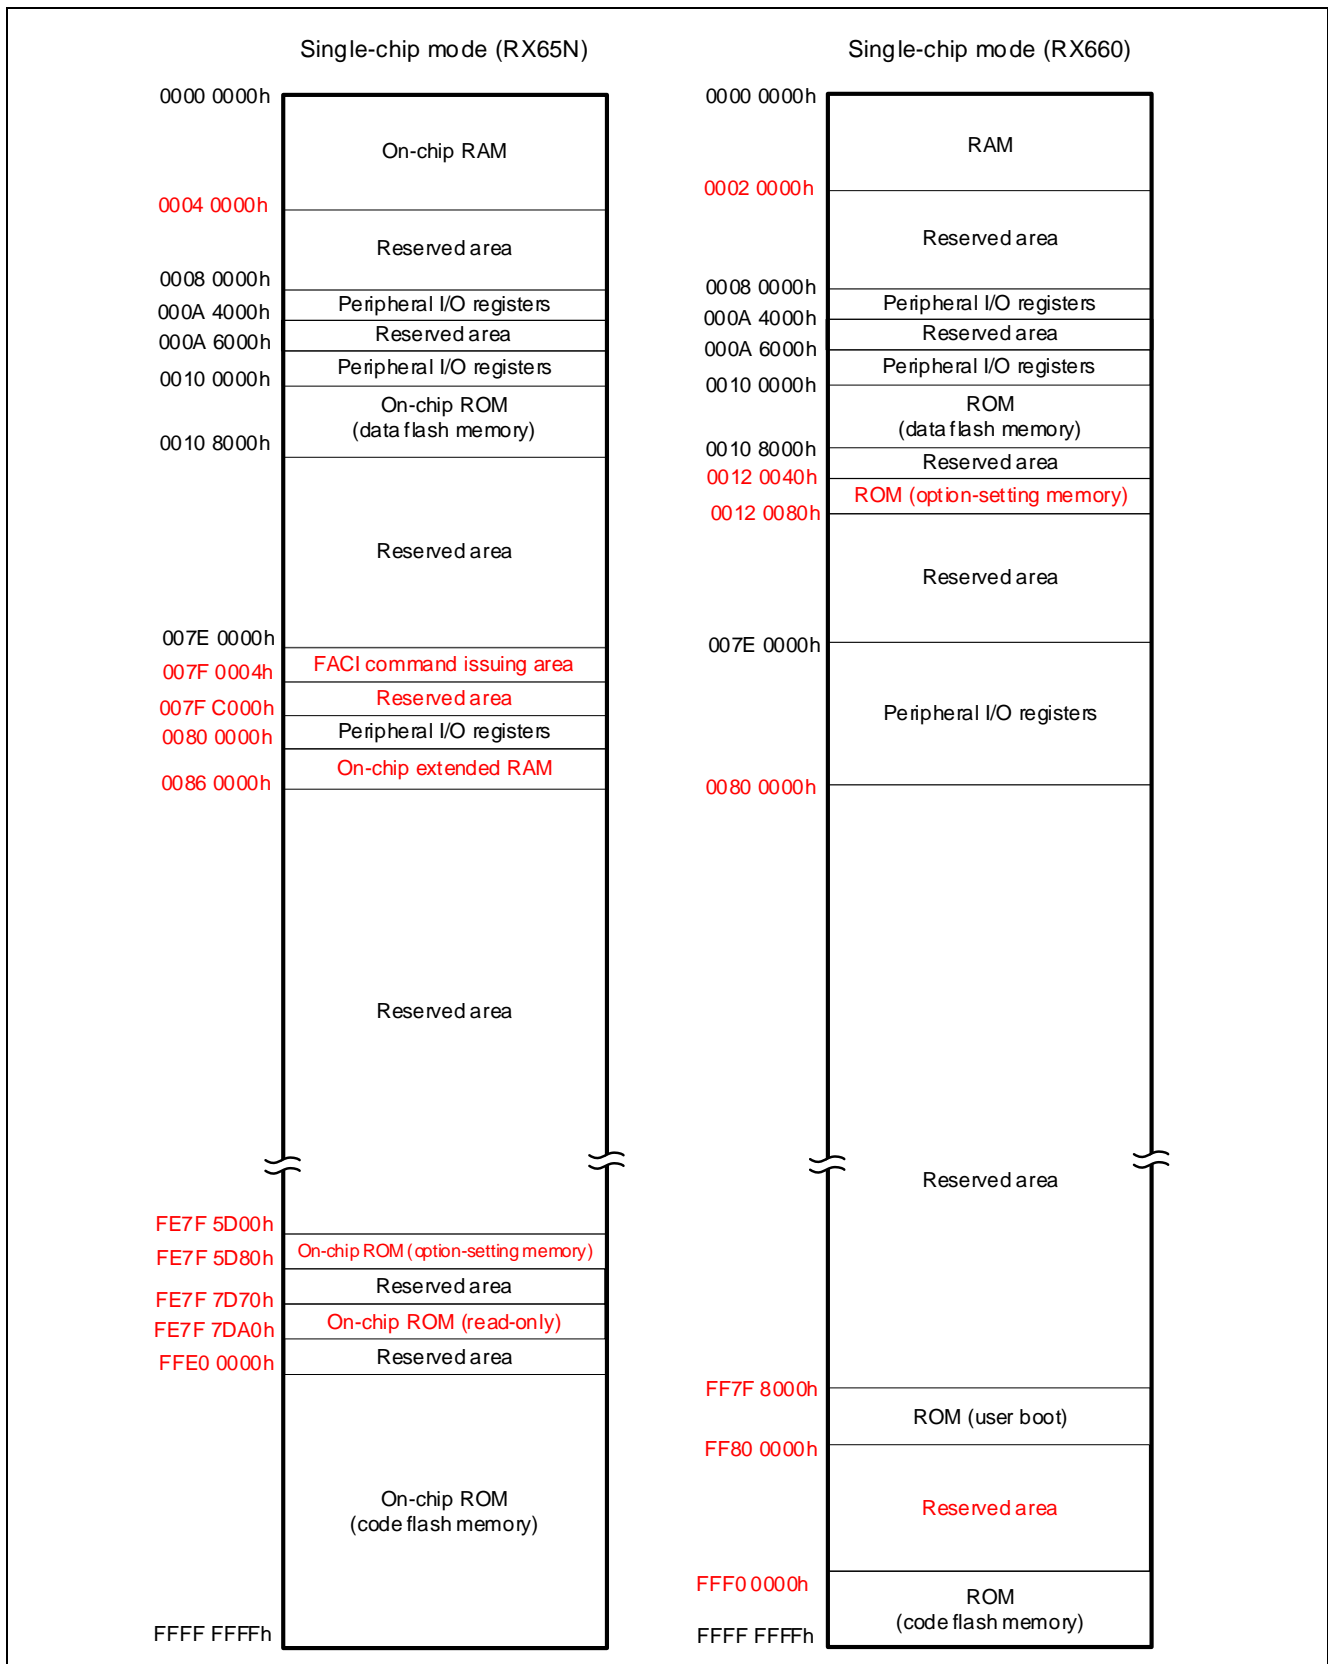 Single-chip mode (RX65N)
0000 0000h
On-chip RAM
0004 0000h
Reserved area
0008 0000h
Peripheral I/O registers
000A 4000h
Reserved area
000A 6000h
Peripheral I/O registers
0010 0000h
On-chip ROM
(data flash memory)
0010 8000h
Reserved area
007E 0000h
FACI command issuing area
007F 0004h
Reserved area
007F C000h
Peripheral I/O registers
0080 0000h
On-chip extended RAM
0086 0000h
Reserved area
FE7F 5D00h
On-chip ROM (option-setting memory)
FE7F 5D80h
Reserved area
FE7F 7D70h
On-chip ROM (read-only)
FE7F 7DA0h
Reserved area
FFE0 0000h
On-chip ROM
(code flash memory)
FFFF FFFFh
Single-chip mode (RX660)
0000 0000h
RAM
0002 0000h
Reserved area
0008 0000h
Peripheral I/O registers
000A 4000h
Reserved area
000A 6000h
Peripheral I/O registers
0010 0000h
ROM
(data flash memory)
0010 8000h
Reserved area
0012 0040h
ROM (option-setting memory)
0012 0080h
Reserved area
007E 0000h
Peripheral I/O registers
0080 0000h
Reserved area
FF7F 8000h
ROM (user boot)
FF80 0000h
Reserved area
FFF0 0000h
ROM
(code flash memory)
FFFF FFFFh